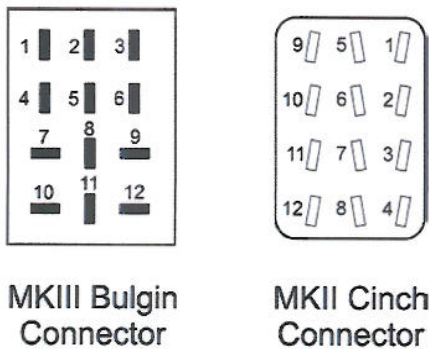 1 2 3
4 5 6
7 8 9
10 11 12
MKIII Bulgin
Connector
9 5 1
10 6 2
11 7 3
12 8 4
MKII Cinch
Connector